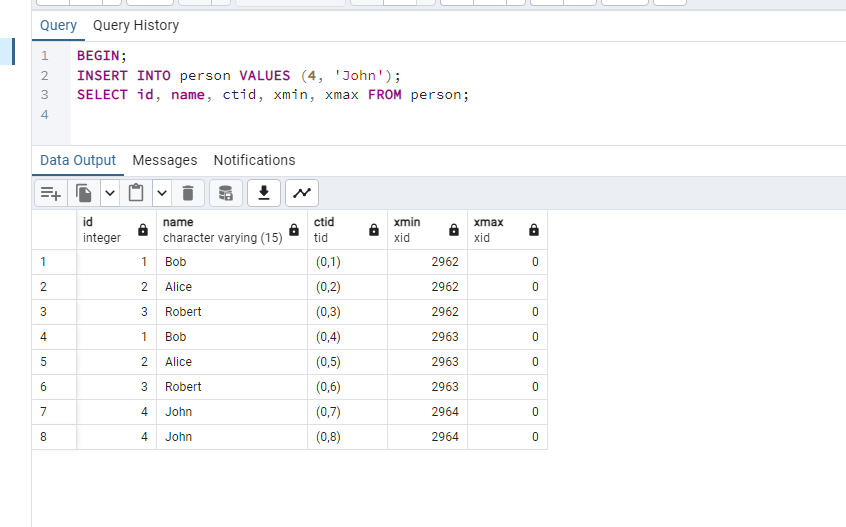 Query Query History
1 BEGIN;
2 INSERT INTO person VALUES (4, 'John');
3 SELECT id, name, ctid, xmin, xmax FROM person;
4
Data Output Messages Notifications
id name ctid xmin xmax
integer character varying (15) tid xid xid
1 1 Bob (0,1) 2962 0
2 2 Alice (0,2) 2962 0
3 3 Robert (0,3) 2962 0
4 1 Bob (0,4) 2963 0
5 2 Alice (0,5) 2963 0
6 3 Robert (0,6) 2963 0
7 4 John (0,7) 2964 0
8 4 John (0,8) 2964 0